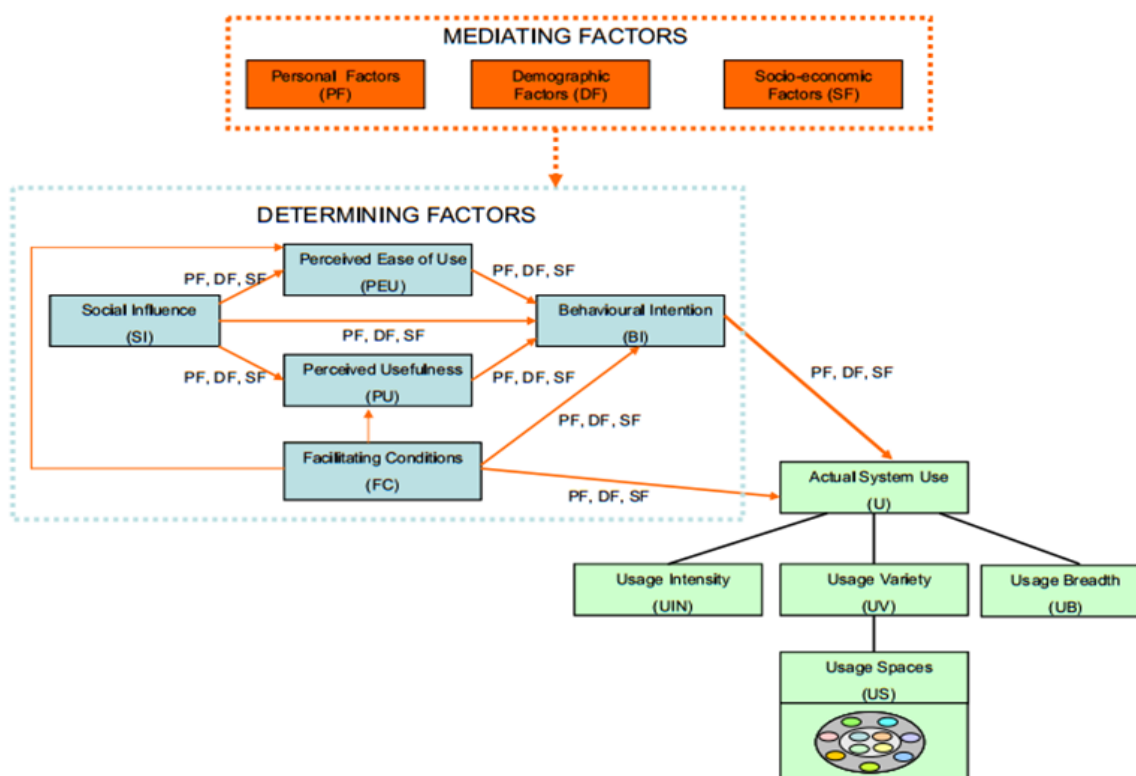 MEDIATING FACTORS
Personal Factors
(PF)
Demographic
Factors (DF)
Socio-economic
Factors (SF)
DETERMINING FACTORS
Perceived Ease of Use
(PEU)
PF, DF, SF
PF, DF, SF
Social Influence
(SI)
Behavioural Intention
(BI)
PF, DF, SF
Perceived Usefulness
(PU)
PF, DF, SF
PF, DF, SF
PF, DF, SF
PF, DF, SF
Facilitating Conditions
(FC)
PF, DF, SF
Actual System Use
(U)
Usage Intensity
(UIN)
Usage Variety
(UV)
Usage Breadth
(UB)
Usage Spaces
(US)